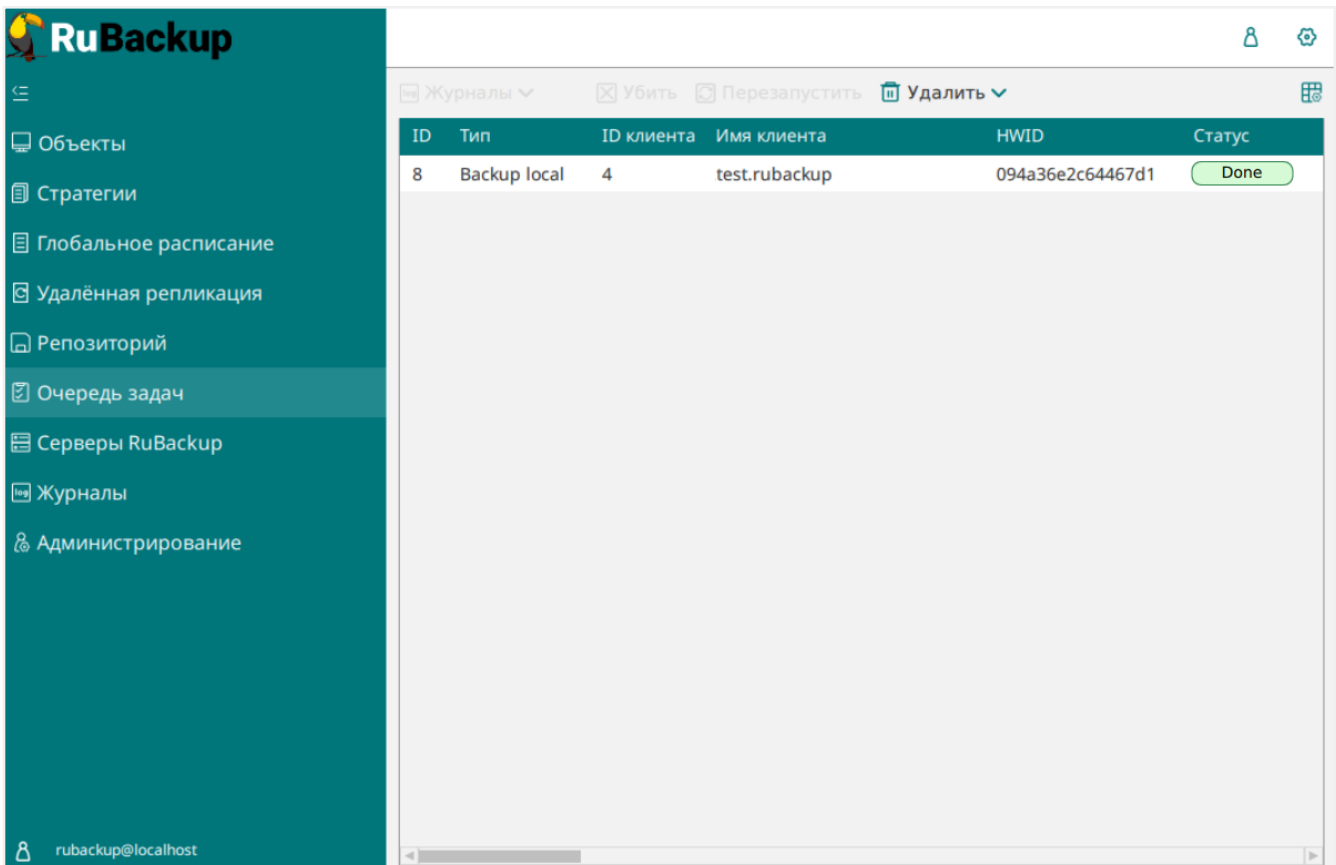 RuBackup
Журналы Убить Перезапустить Удалить
Объекты
Стратегии
Глобальное расписание
Удалённая репликация
Репозиторий
Очередь задач
Серверы RuBackup
Журналы
Администрирование
rubackup@localhost
ID Тип ID клиента Имя клиента HWID Статус
8 Backup local 4 test.rubackup 094a36e2c64467d1 Done